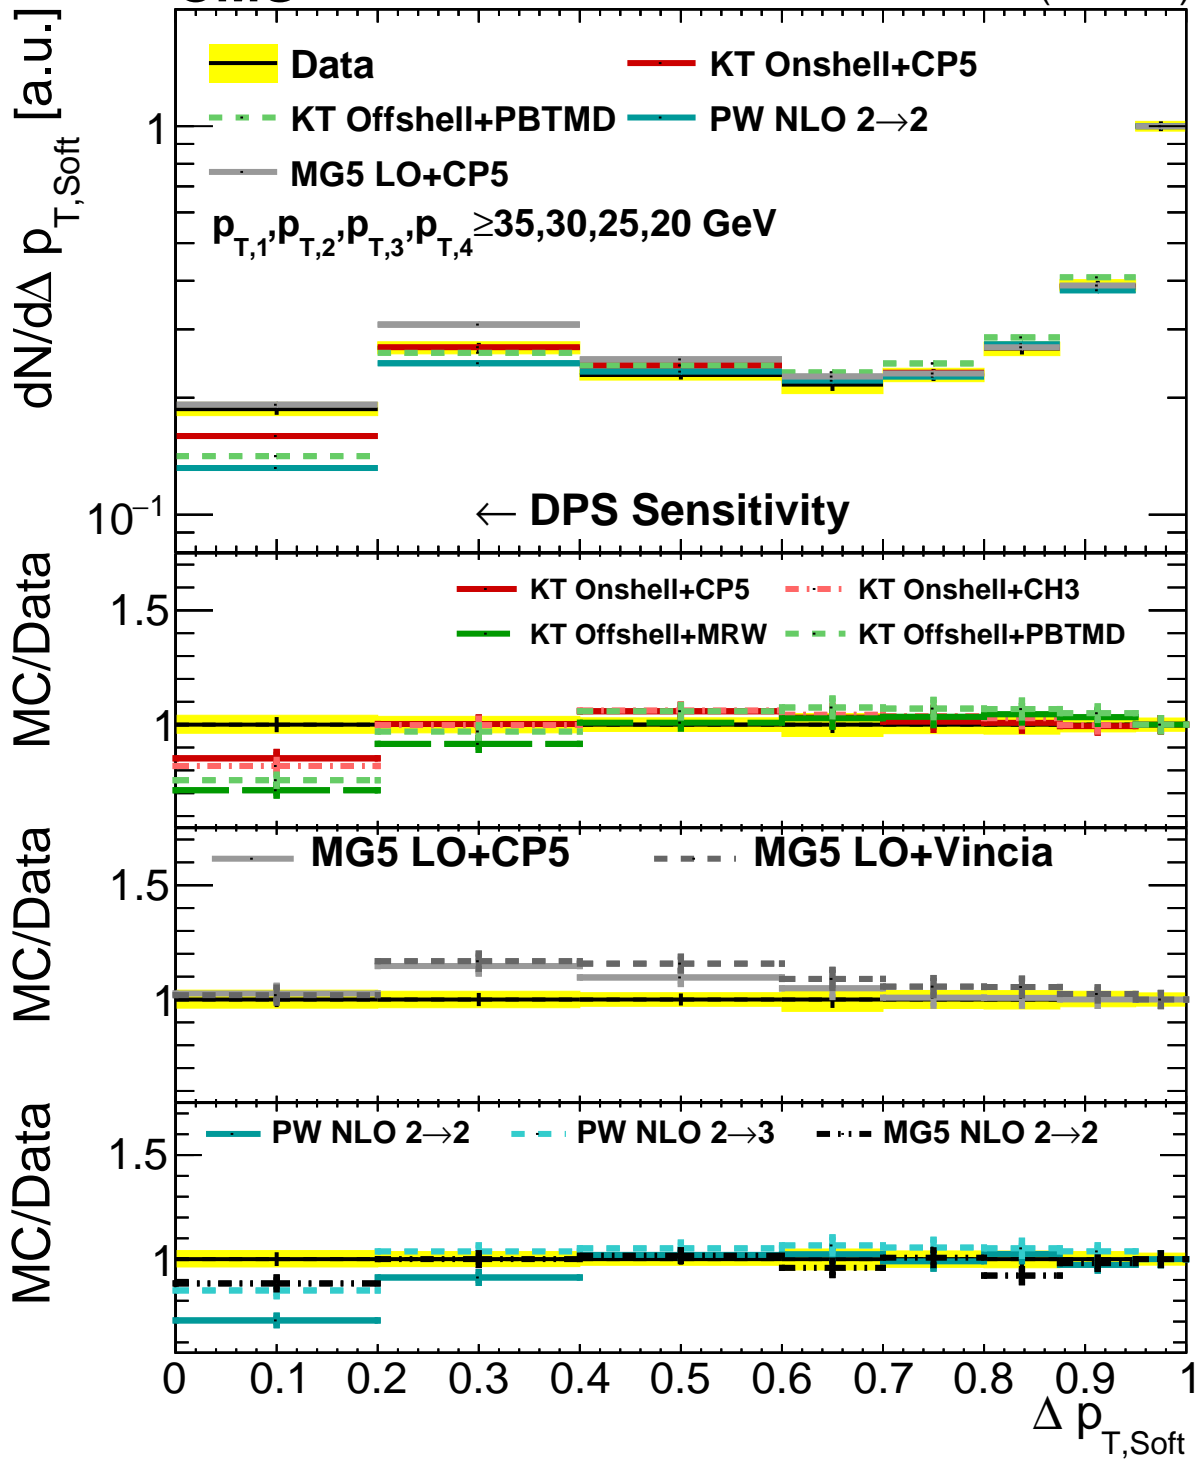 dN/dΔ p_T,Soft [a.u.]
Data
KT Onshell+CP5
KT Offshell+PBTMD
PW NLO 2→2
MG5 LO+CP5
p_T,1,p_T,2,p_T,3,p_T,4≥35,30,25,20 GeV
1
10⁻¹
← DPS Sensitivity
MC/Data
1.5
1
KT Onshell+CP5
KT Onshell+CH3
KT Offshell+MRW
KT Offshell+PBTMD
MC/Data
1.5
1
MG5 LO+CP5
MG5 LO+Vincia
MC/Data
1.5
1
PW NLO 2→2
PW NLO 2→3
MG5 NLO 2→2
0 0.1 0.2 0.3 0.4 0.5 0.6 0.7 0.8 0.9 1
Δ p_T,Soft